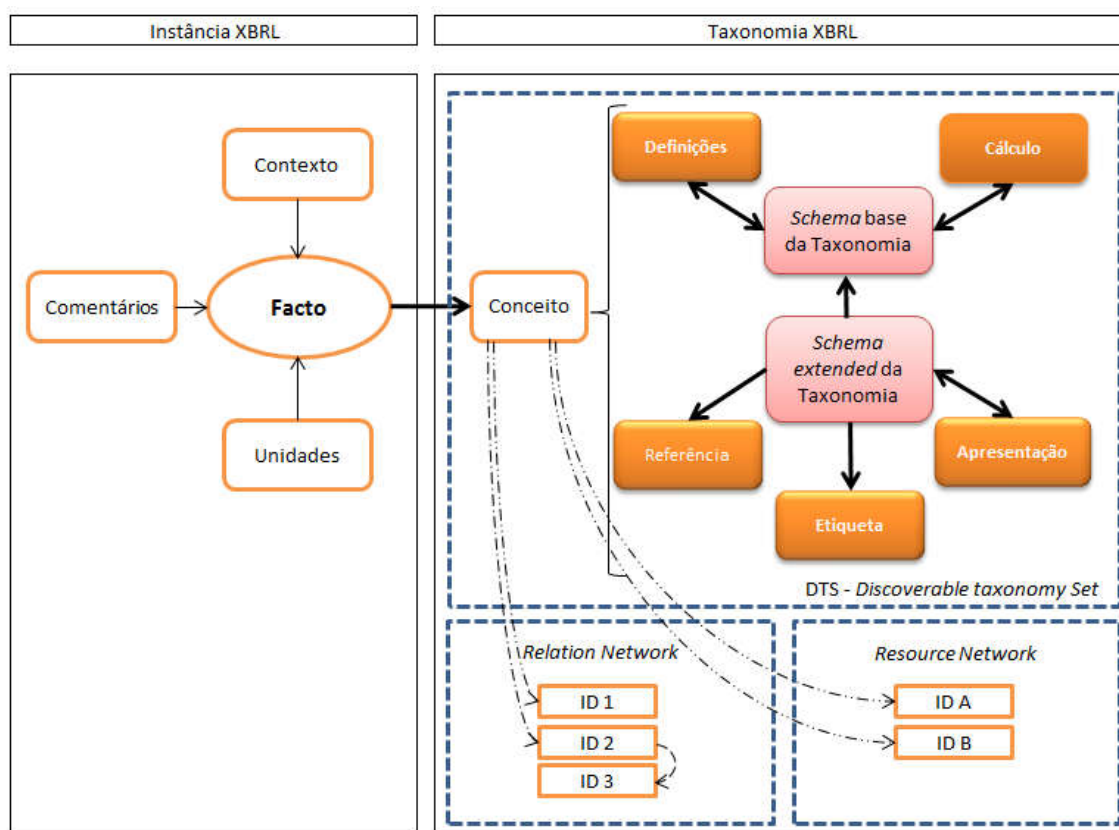 Instância XBRL
Taxonomia XBRL
Contexto
Comentários
Facto
Unidades
Conceito
Definições
Cálculo
Schema base
da Taxonomia
Schema
extended da
Taxonomia
Referência
Apresentação
Etiqueta
DTS - Discoverable taxonomy Set
Relation Network
ID 1
ID 2
ID 3
Resource Network
ID A
ID B